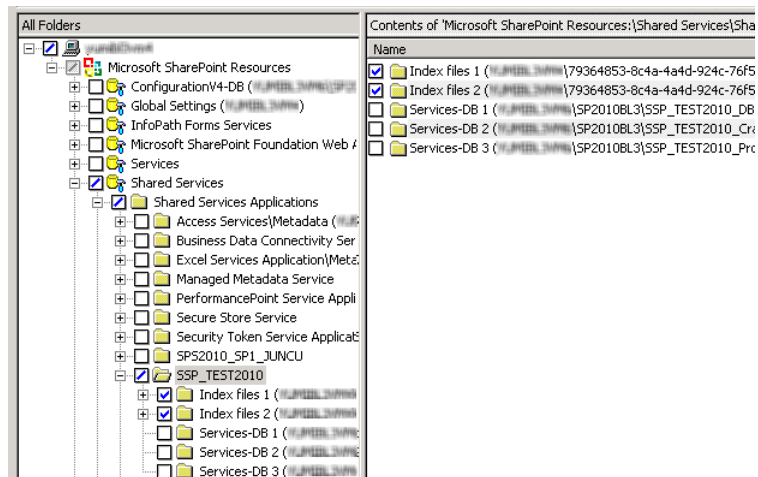 All Folders
Microsoft SharePoint Resources
ConfigurationV4-DB (
Global Settings ( )
InfoPath Forms Services
Microsoft SharePoint Foundation Web
Services
Shared Services
Shared Services Applications
Access Services\Metadata (
Business Data Connectivity Ser
Excel Services Application\Meta
Managed Metadata Service
PerformancePoint Service Appli
Secure Store Service
Security Token Service Applicat
SPS2010_SP1_JUNCU
SSP_TEST2010
Index files 1 (
Index files 2 (
Services-DB 1 (
Services-DB 2 (
Services-DB 3 (
Contents of 'Microsoft SharePoint Resources:\Shared Services\Sha
Name
Index files 1 ( \79364853-8c4a-4a4d-924c-76f5
Index files 2 ( \79364853-8c4a-4a4d-924c-76f5
Services-DB 1 ( \SP2010BL3\SSP_TEST2010_DB
Services-DB 2 ( \SP2010BL3\SSP_TEST2010_Cra
Services-DB 3 ( \SP2010BL3\SSP_TEST2010_Pro